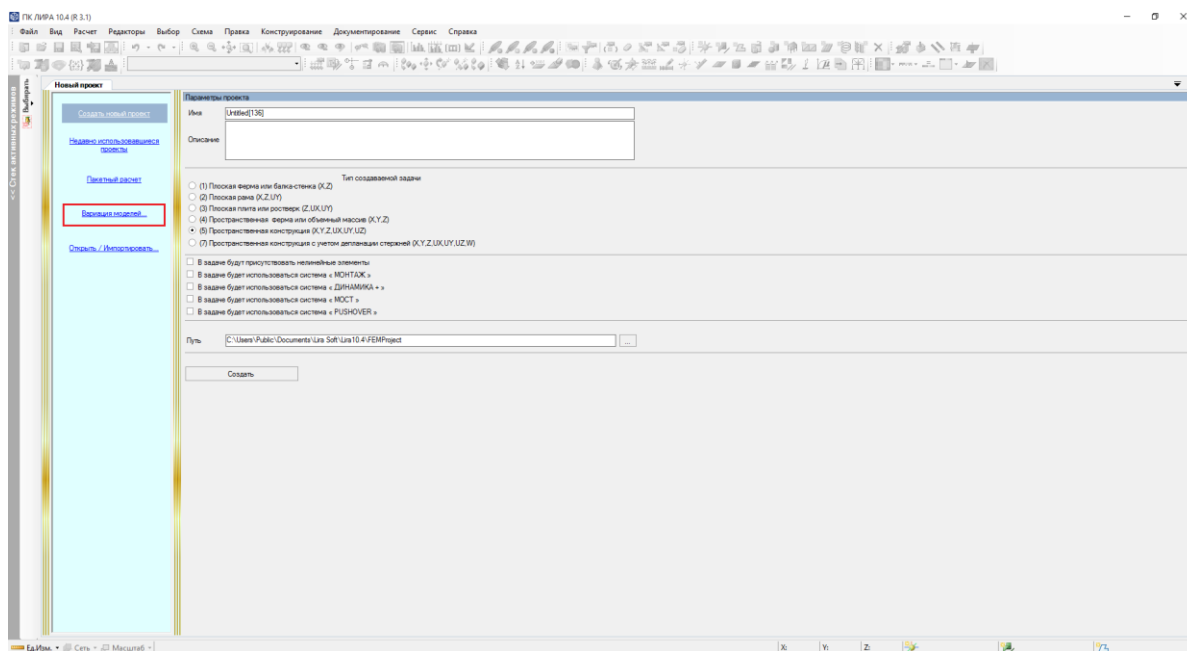 ПК ЛИРА 10.4 (R 3.1)
Файл Вид Расчет Редакторы Выбор Схема Правка Конструирование Документирование Сервис Справка
Новый проект
Выбирать
<< Стек активных режимов
Создать новый проект
Недавно использовавшиеся
проекты
Пакетный расчет
Вариация моделей...
Открыть / Импортировать...
Параметры проекта
Имя Untitled[136]
Описание
Тип создаваемой задачи
(1) Плоская ферма или балка-стенка (X,Z)
(2) Плоская рама (X,Z,UY)
(3) Плоская плита или ростверк (Z,UX,UY)
(4) Пространственная ферма или объемный массив (X,Y,Z)
(5) Пространственная конструкция (X,Y,Z,UX,UY,UZ)
(7) Пространственная конструкция с учетом депланации стержней (X,Y,Z,UX,UY,UZ,W)
В задаче будут присутствовать нелинейные элементы
В задаче будет использоваться система « МОНТАЖ »
В задаче будет использоваться система « ДИНАМИКА + »
В задаче будет использоваться система « МОСТ »
В задаче будет использоваться система « PUSHOVER »
Путь C:\Users\Public\Documents\Lira Soft\Lira10.4\FEMProject ...
Создать
Ед.Изм. Сеть Масштаб X: Y: Z: